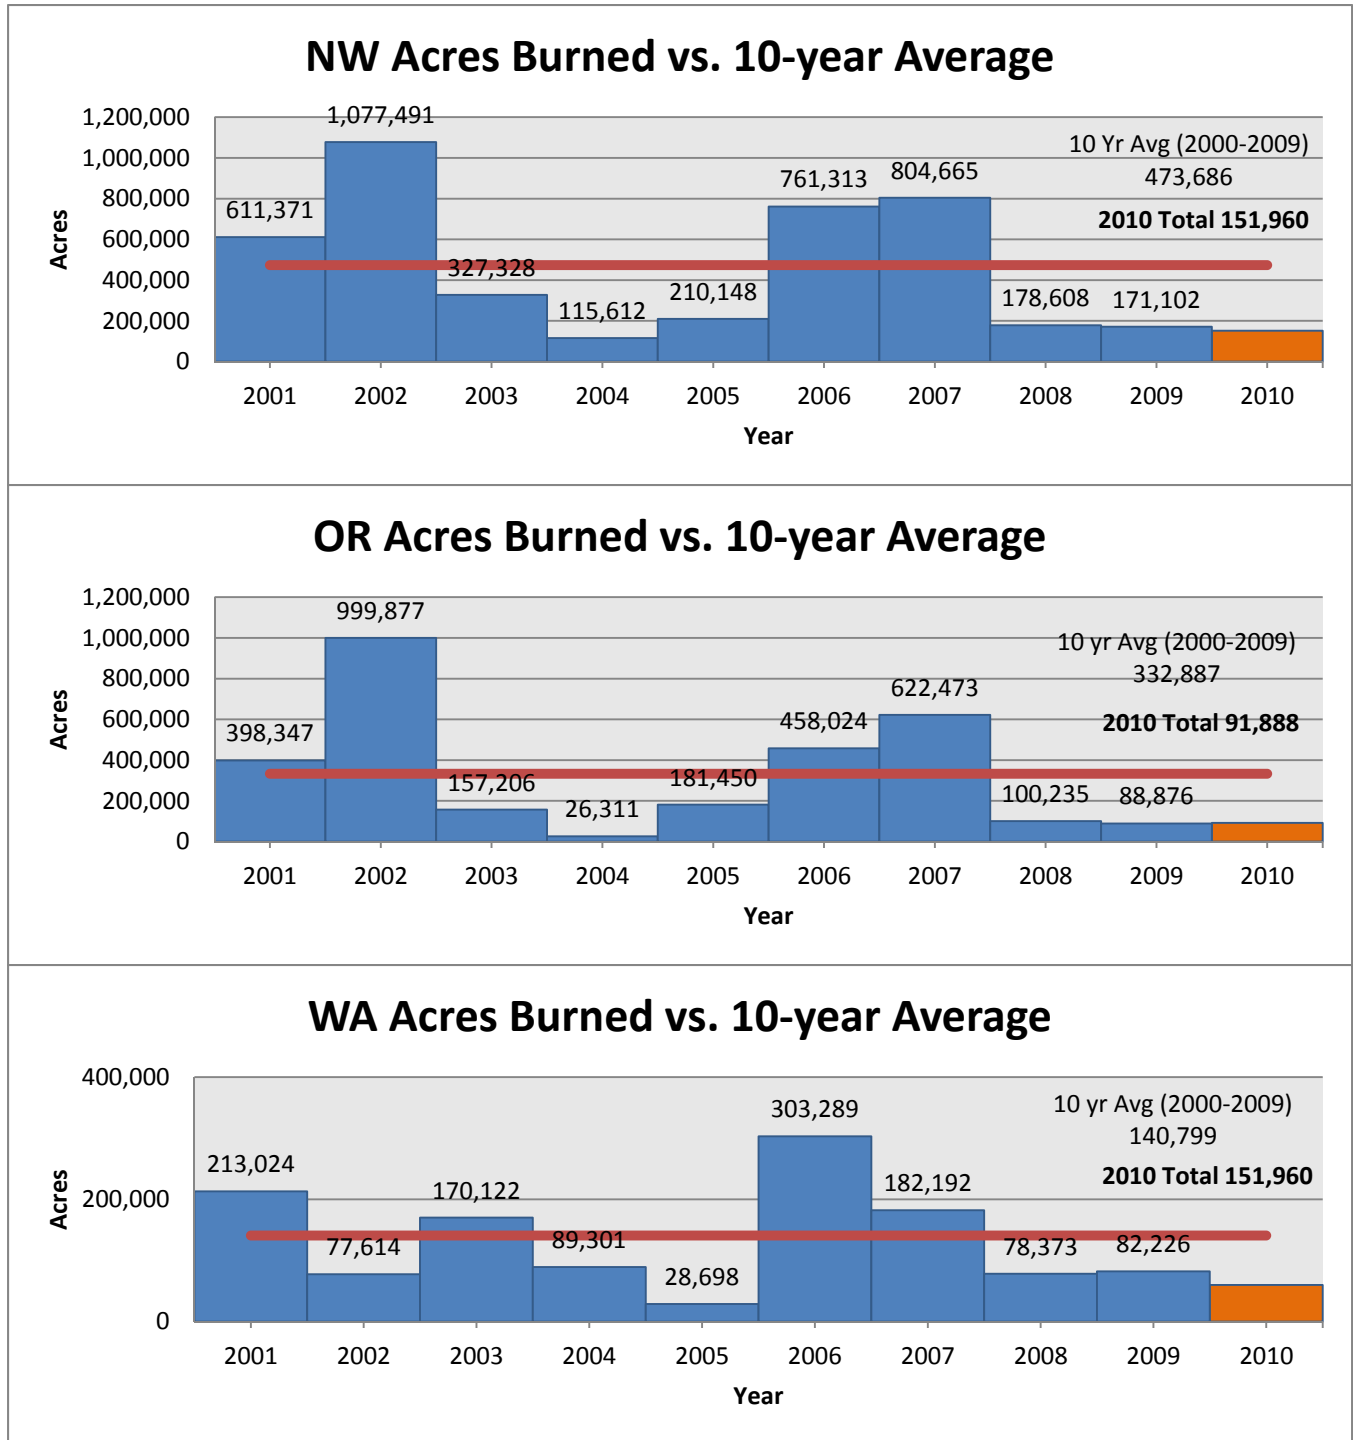 NW Acres Burned vs. 10-year Average
1,200,000
1,000,000
800,000
600,000
400,000
200,000
0
Acres
611,371
1,077,491
327,328
115,612
210,148
761,313
804,665
178,608
171,102
10 Yr Avg (2000-2009)
473,686
2010 Total 151,960
2001 2002 2003 2004 2005 2006 2007 2008 2009 2010
Year
OR Acres Burned vs. 10-year Average
1,200,000
1,000,000
800,000
600,000
400,000
200,000
0
Acres
398,347
999,877
157,206
26,311
181,450
458,024
622,473
100,235
88,876
10 yr Avg (2000-2009)
332,887
2010 Total 91,888
2001 2002 2003 2004 2005 2006 2007 2008 2009 2010
Year
WA Acres Burned vs. 10-year Average
400,000
200,000
0
Acres
213,024
77,614
170,122
89,301
28,698
303,289
182,192
78,373
82,226
10 yr Avg (2000-2009)
140,799
2010 Total 151,960
2001 2002 2003 2004 2005 2006 2007 2008 2009 2010
Year